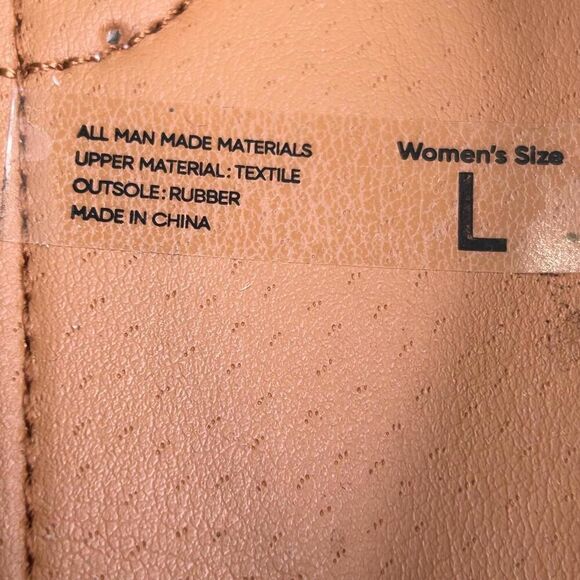 ALL MAN MADE MATERIALS
UPPER MATERIAL: TEXTILE
OUTSOLE: RUBBER
MADE IN CHINA
Women's Size
L